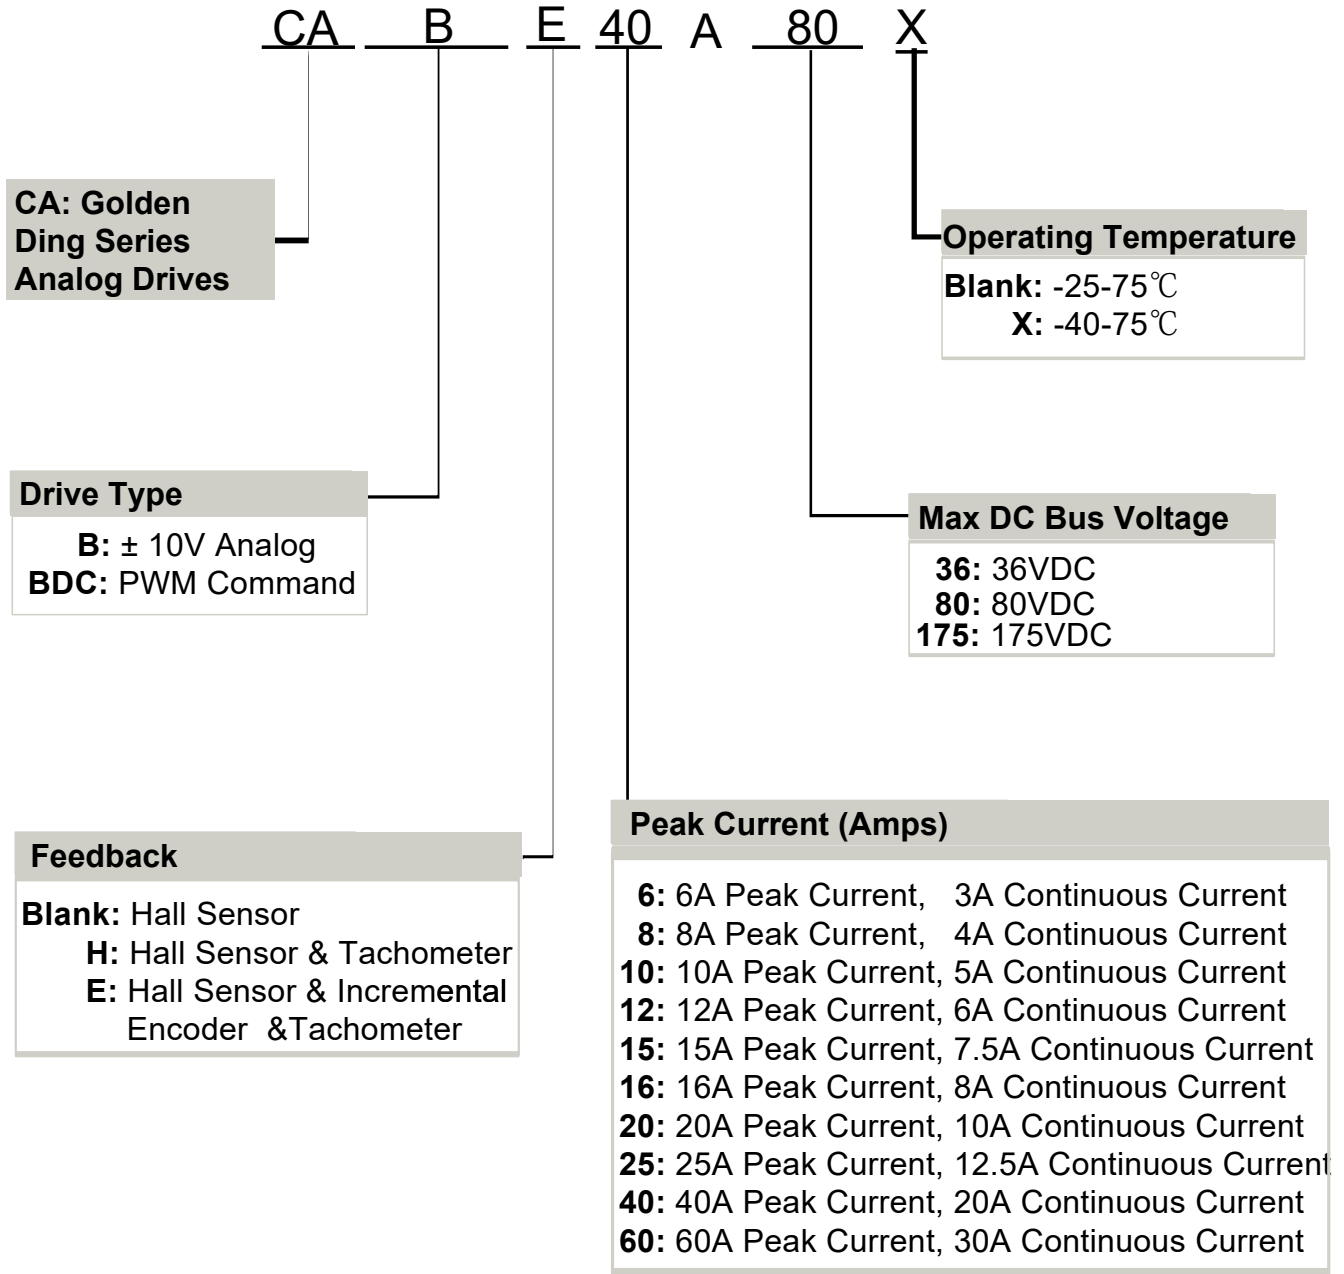 CA B E 40 A 80 X
CA: Golden
Ding Series
Analog Drives
Operating Temperature
Blank: -25-75℃
X: -40-75℃
Drive Type
B: ± 10V Analog
BDC: PWM Command
Max DC Bus Voltage
36: 36VDC
80: 80VDC
175: 175VDC
Feedback
Blank: Hall Sensor
H: Hall Sensor & Tachometer
E: Hall Sensor & Incremental
Encoder &Tachometer
Peak Current (Amps)
6: 6A Peak Current, 3A Continuous Current
8: 8A Peak Current, 4A Continuous Current
10: 10A Peak Current, 5A Continuous Current
12: 12A Peak Current, 6A Continuous Current
15: 15A Peak Current, 7.5A Continuous Current
16: 16A Peak Current, 8A Continuous Current
20: 20A Peak Current, 10A Continuous Current
25: 25A Peak Current, 12.5A Continuous Current
40: 40A Peak Current, 20A Continuous Current
60: 60A Peak Current, 30A Continuous Current